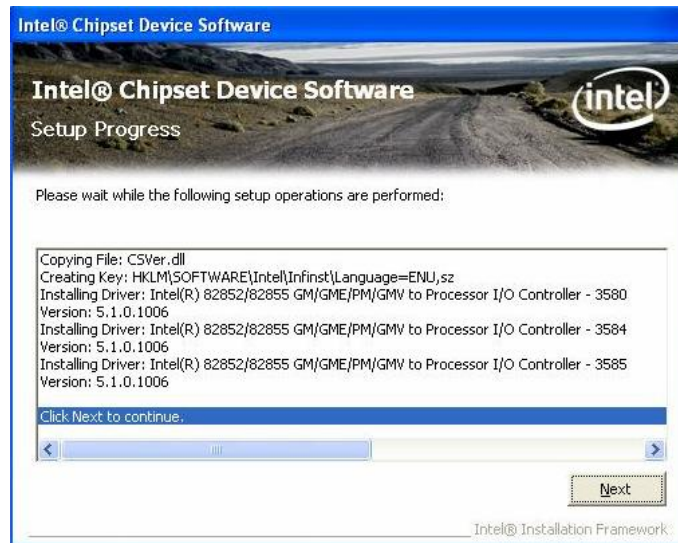 Intel® Chipset Device Software
Intel® Chipset Device Software
intel
Setup Progress
Please wait while the following setup operations are performed:
Copying File: CSVer.dll
Creating Key: HKLM\SOFTWARE\Intel\Infinst\Language=ENU,sz
Installing Driver: Intel(R) 82852/82855 GM/GME/PM/GMV to Processor I/O Controller - 3580
Version: 5.1.0.1006
Installing Driver: Intel(R) 82852/82855 GM/GME/PM/GMV to Processor I/O Controller - 3584
Version: 5.1.0.1006
Installing Driver: Intel(R) 82852/82855 GM/GME/PM/GMV to Processor I/O Controller - 3585
Version: 5.1.0.1006
Click Next to continue.
Next
Intel® Installation Framework